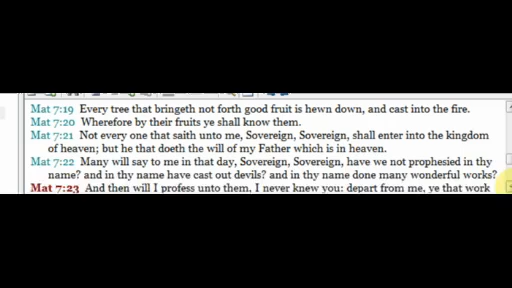 Mat 7:19 Every tree that bringeth not forth good fruit is hewn down, and cast into the fire.
Mat 7:20 Wherefore by their fruits ye shall know them.
Mat 7:21 Not every one that saith unto me, Sovereign, Sovereign, shall enter into the kingdom
of heaven; but he that doeth the will of my Father which is in heaven.
Mat 7:22 Many will say to me in that day, Sovereign, Sovereign, have we not prophesied in thy
name? and in thy name have cast out devils? and in thy name done many wonderful works?
Mat 7:23 And then will I profess unto them, I never knew you: depart from me, ye that work